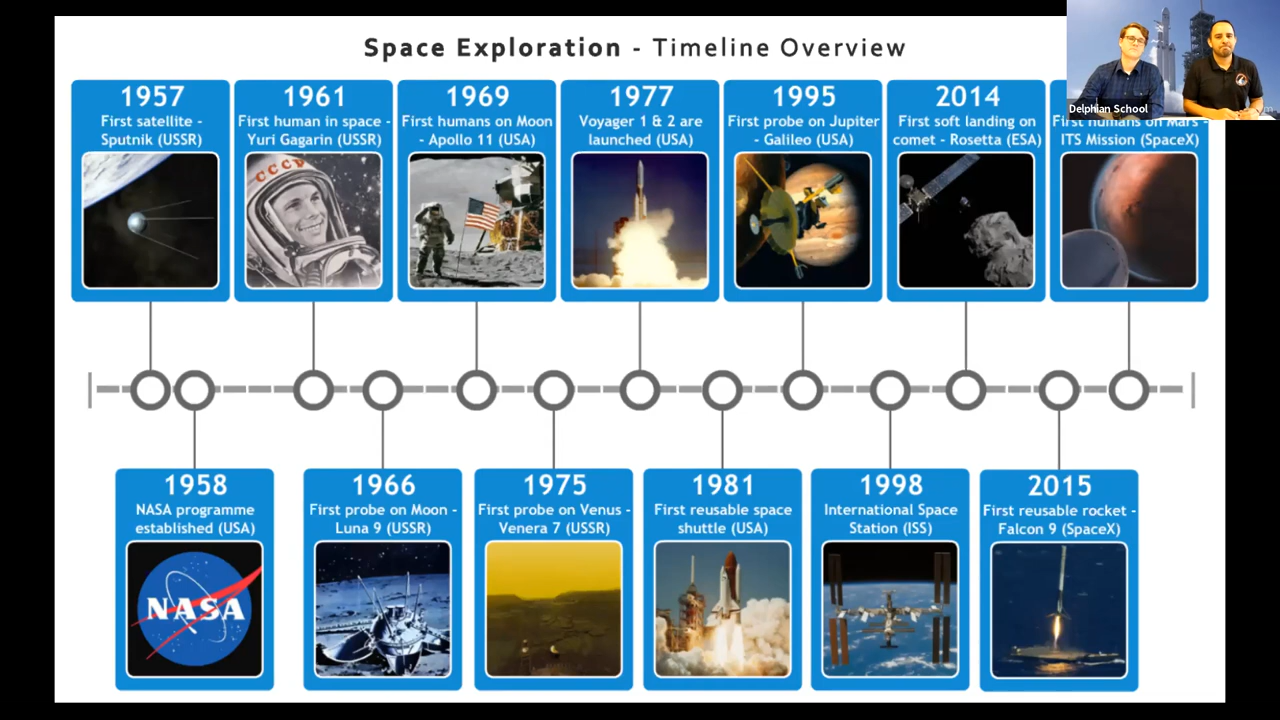 Space Exploration - Timeline Overview
1957
First satellite -
Sputnik (USSR)
1961
First human in space -
Yuri Gagarin (USSR)
CCCP
1969
First humans on Moon
- Apollo 11 (USA)
1977
Voyager 1 & 2 are
launched (USA)
1995
First probe on Jupiter
- Galileo (USA)
2014
First soft landing on
comet - Rosetta (ESA)
First humans on Mars -
ITS Mission (SpaceX)
Delphian School
1958
NASA programme
established (USA)
NASA
1966
First probe on Moon -
Luna 9 (USSR)
1975
First probe on Venus -
Venera 7 (USSR)
1981
First reusable space
shuttle (USA)
1998
International Space
Station (ISS)
2015
First reusable rocket -
Falcon 9 (SpaceX)